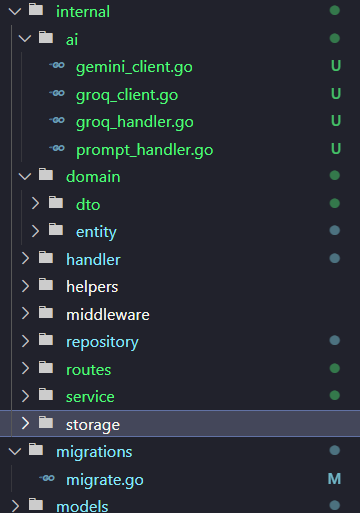 internal
ai
gemini_client.go U
groq_client.go U
groq_handler.go U
prompt_handler.go U
domain
dto
entity
handler
helpers
middleware
repository
routes
service
storage
migrations
migrate.go M
models